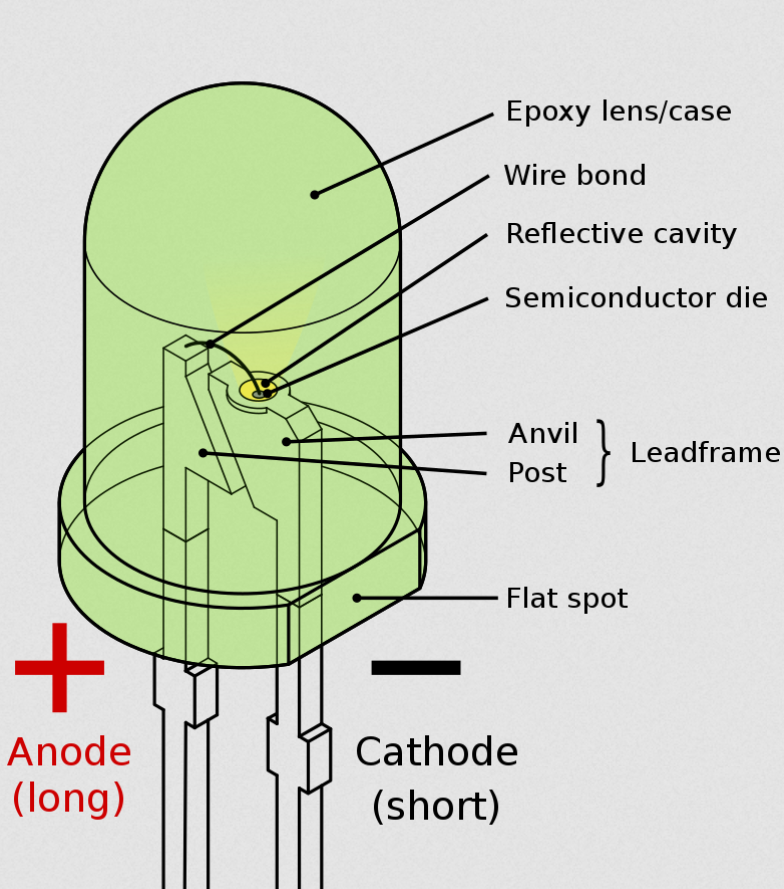 Epoxy lens/case
Wire bond
Reflective cavity
Semiconductor die
Anvil
Post
} Leadframe
Flat spot
+
Anode
(long)
−
Cathode
(short)